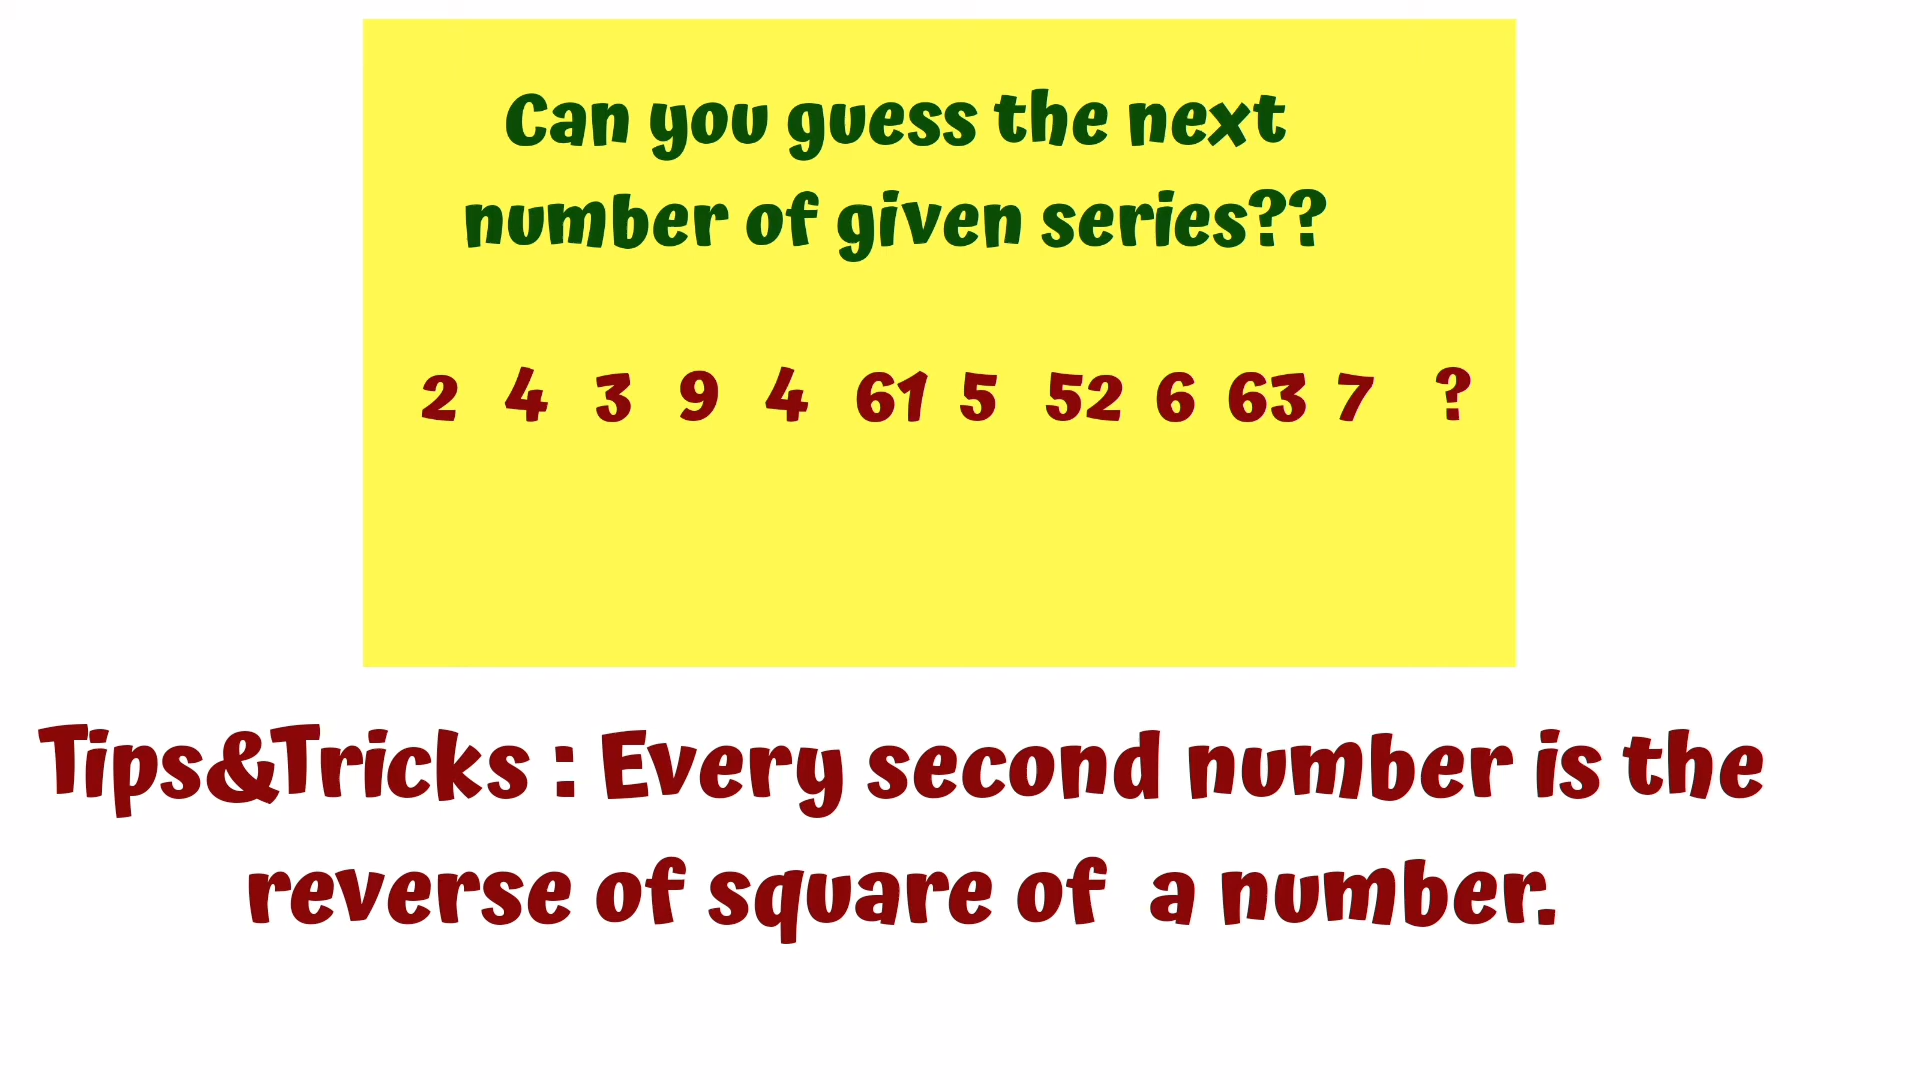 Can you guess the next
number of given series??
2 4 3 9 4 61 5 52 6 63 7 ?
Tips&Tricks : Every second number is the
reverse of square of a number.